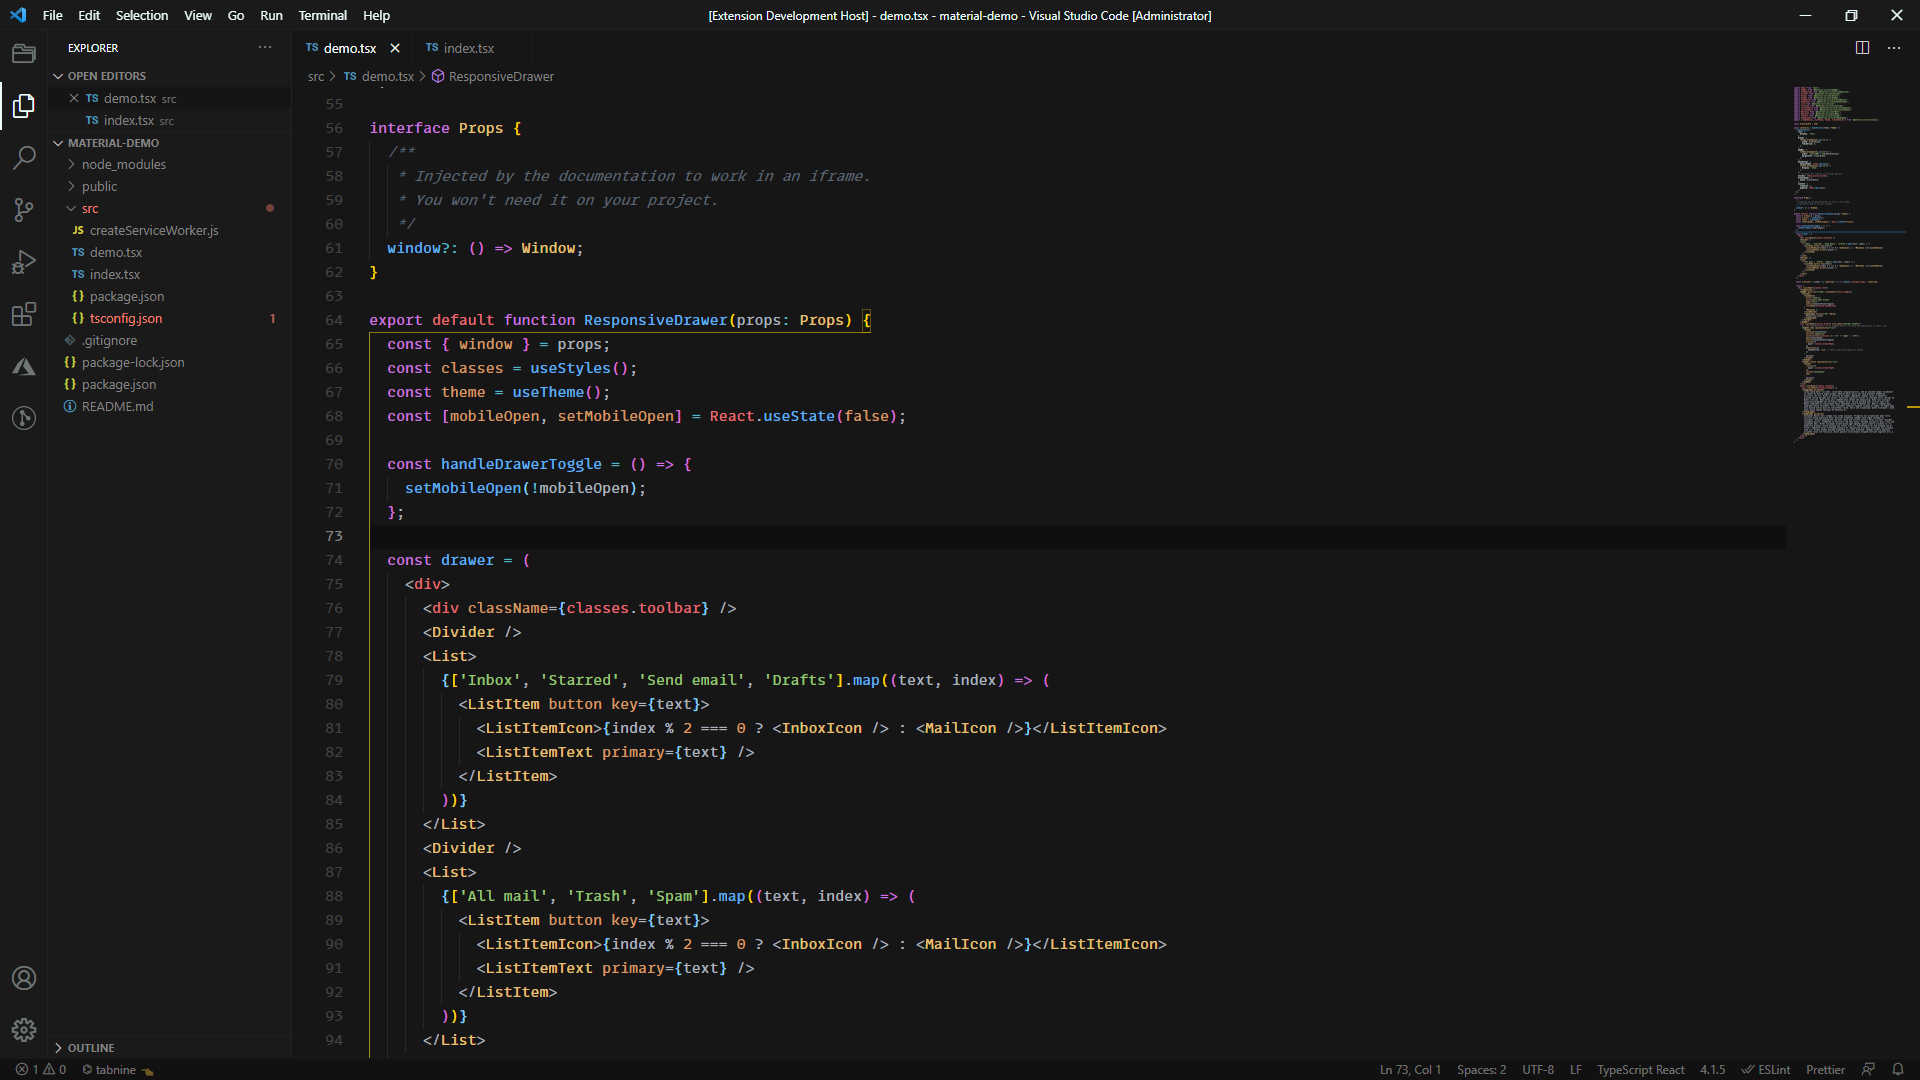 File Edit Selection View Go Run Terminal Help
[Extension Development Host] - demo.tsx - material-demo - Visual Studio Code [Administrator]
EXPLORER
OPEN EDITORS
TS demo.tsx src
TS index.tsx src
MATERIAL-DEMO
node_modules
public
src
JS createServiceWorker.js
TS demo.tsx
TS index.tsx
{} package.json
{} tsconfig.json 1
.gitignore
{} package-lock.json
{} package.json
README.md
OUTLINE
TS demo.tsx
TS index.tsx
src > TS demo.tsx > ResponsiveDrawer
55
56 interface Props {
57 /**
58 * Injected by the documentation to work in an iframe.
59 * You won't need it on your project.
60 */
61 window?: () => Window;
62 }
63
64 export default function ResponsiveDrawer(props: Props) {
65 const { window } = props;
66 const classes = useStyles();
67 const theme = useTheme();
68 const [mobileOpen, setMobileOpen] = React.useState(false);
69
70 const handleDrawerToggle = () => {
71 setMobileOpen(!mobileOpen);
72 };
73
74 const drawer = (
75 <div>
76 <div className={classes.toolbar} />
77 <Divider />
78 <List>
79 {['Inbox', 'Starred', 'Send email', 'Drafts'].map((text, index) => (
80 <ListItem button key={text}>
81 <ListItemIcon>{index % 2 === 0 ? <InboxIcon /> : <MailIcon />}</ListItemIcon>
82 <ListItemText primary={text} />
83 </ListItem>
84 ))}
85 </List>
86 <Divider />
87 <List>
88 {['All mail', 'Trash', 'Spam'].map((text, index) => (
89 <ListItem button key={text}>
90 <ListItemIcon>{index % 2 === 0 ? <InboxIcon /> : <MailIcon />}</ListItemIcon>
91 <ListItemText primary={text} />
92 </ListItem>
93 ))}
94 </List>
1 0 tabnine
Ln 73, Col 1 Spaces: 2 UTF-8 LF TypeScript React 4.1.5 ESLint Prettier